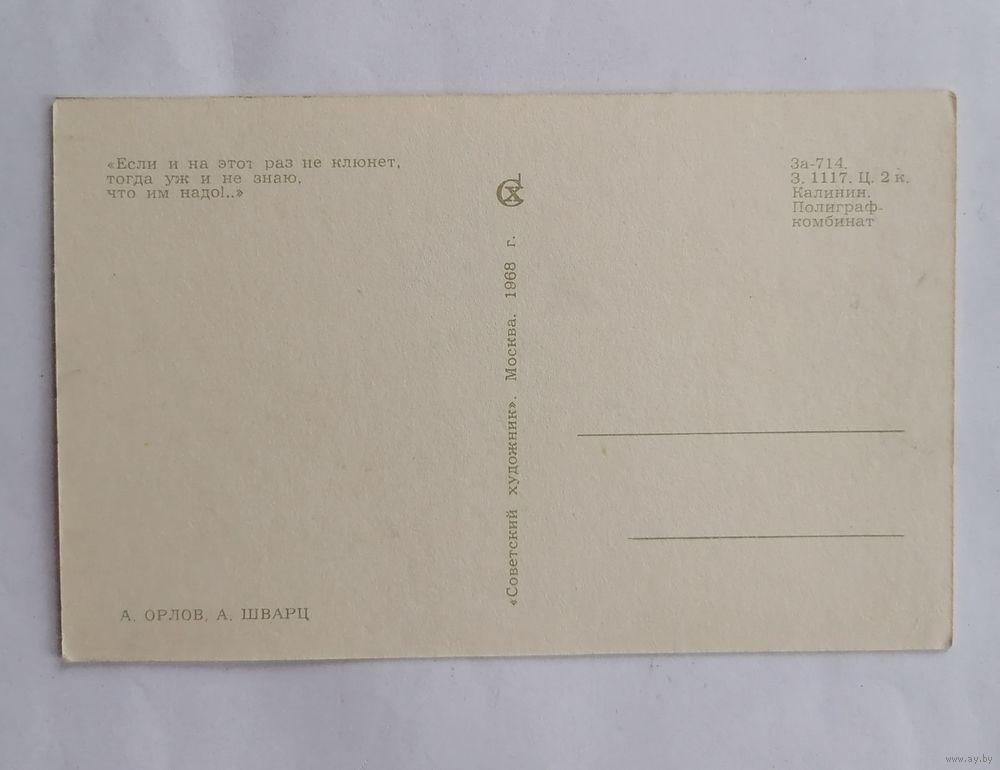 «Если и на этот раз не клюнет,
тогда уж и не знаю,
что им надо!..»
А. ОРЛОВ, А. ШВАРЦ
СХ
«Советский художник». Москва. 1968 г.
За-714.
З. 1117. Ц. 2 к.
Калинин.
Полиграф-
комбинат
www.ay.by